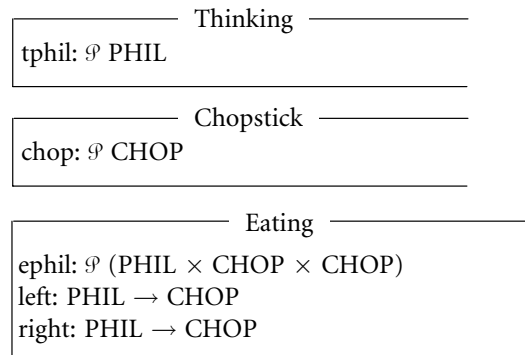 Thinking
tphil: ℘ PHIL
Chopstick
chop: ℘ CHOP
Eating
ephil: ℘ (PHIL × CHOP × CHOP)
left: PHIL → CHOP
right: PHIL → CHOP